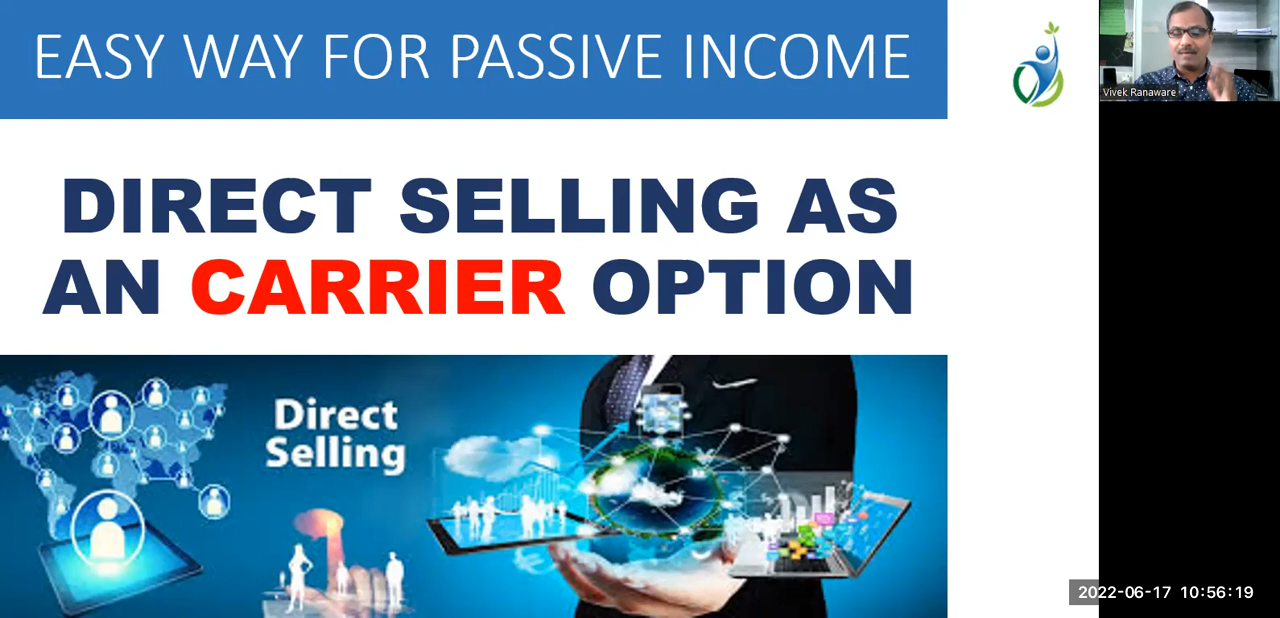 EASY WAY FOR PASSIVE INCOME
Vivek Ranaware
DIRECT SELLING AS
AN CARRIER OPTION
Direct
Selling
2022-06-17 10:56:19